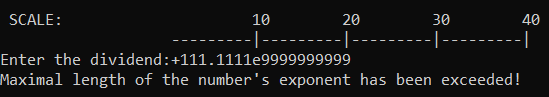 SCALE:                         10        20        30        40
                   ---------|---------|---------|---------|
Enter the dividend:+111.1111e9999999999
Maximal length of the number's exponent has been exceeded!